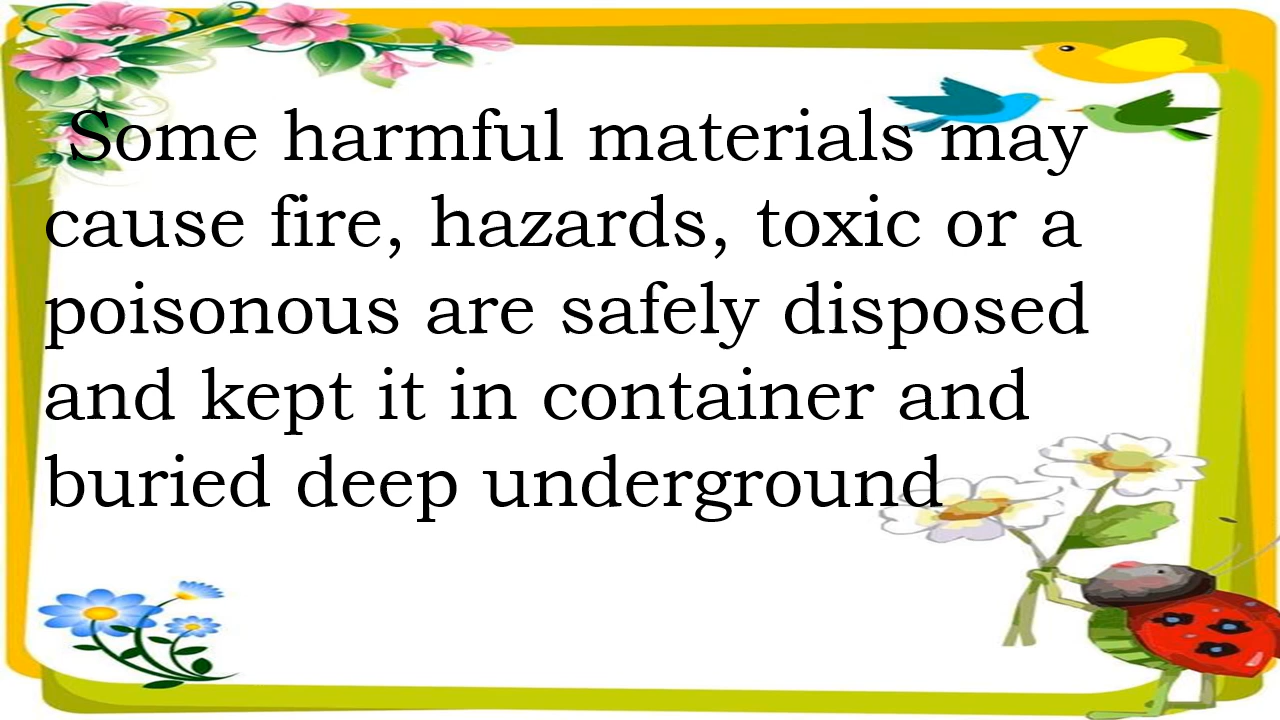 Some harmful materials may
cause fire, hazards, toxic or a
poisonous are safely disposed
and kept it in container and
buried deep underground